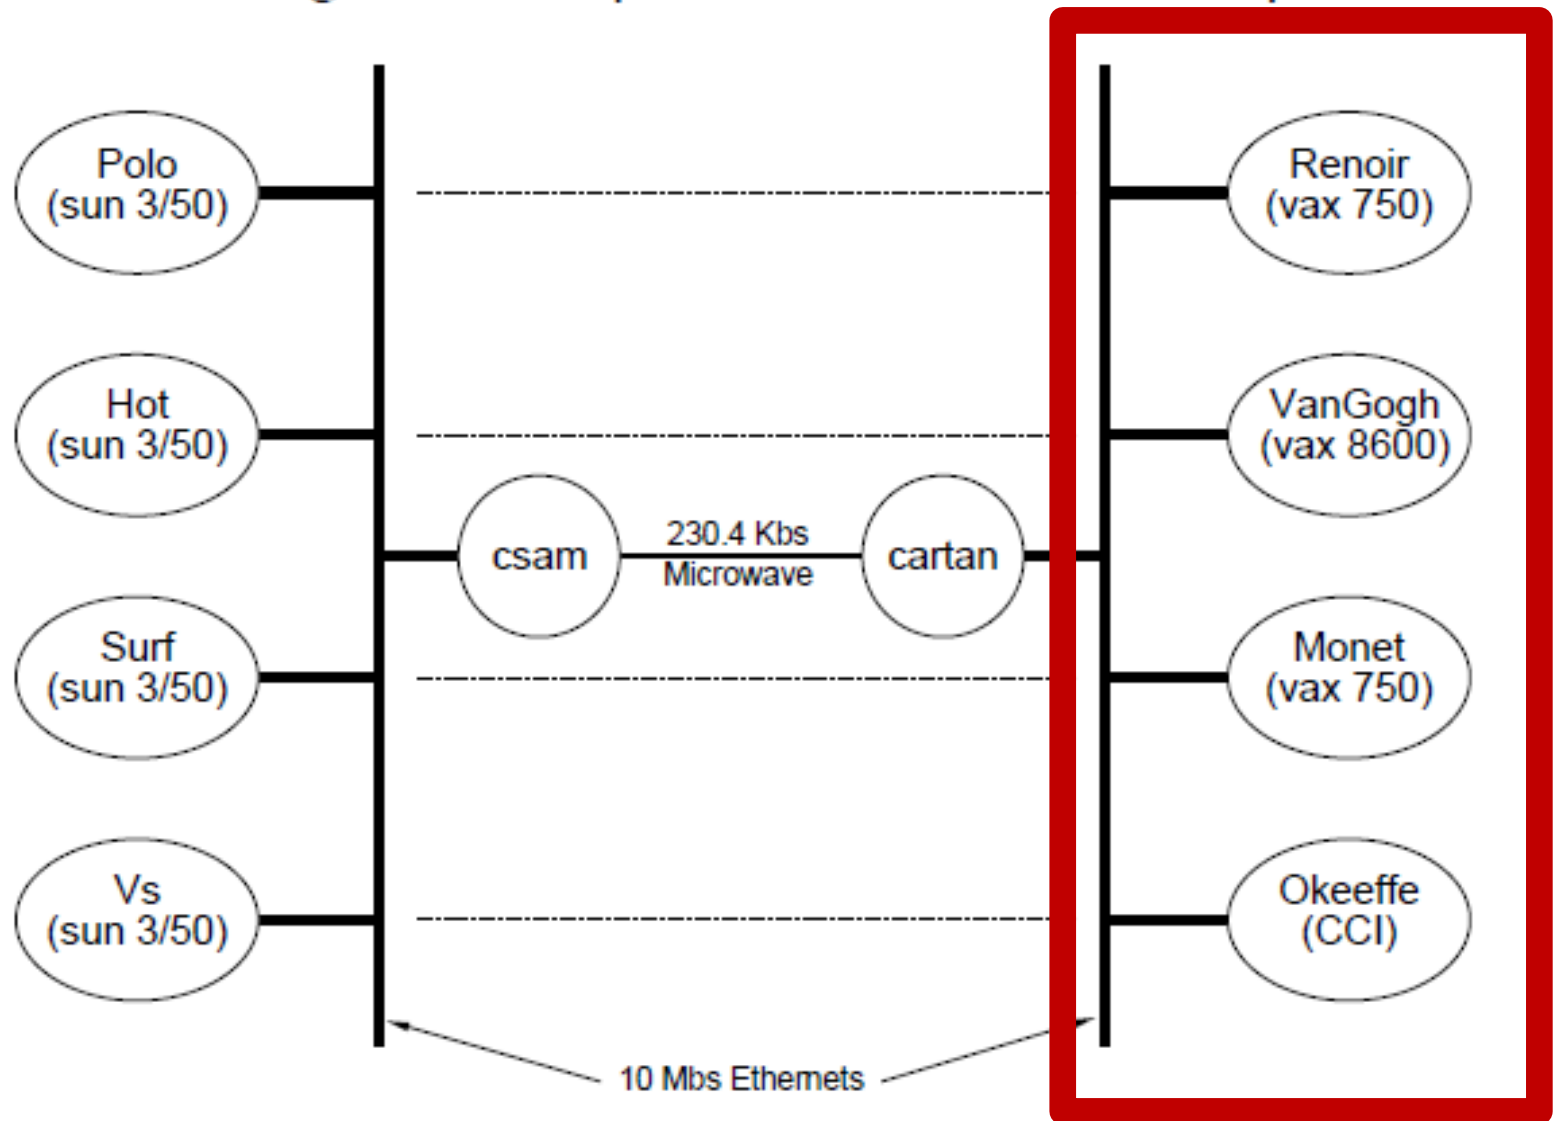 Polo
(sun 3/50)
Hot
(sun 3/50)
Surf
(sun 3/50)
Vs
(sun 3/50)
csam
230.4 Kbs
Microwave
cartan
10 Mbs Ethernets
Renoir
(vax 750)
VanGogh
(vax 8600)
Monet
(vax 750)
Okeeffe
(CCI)